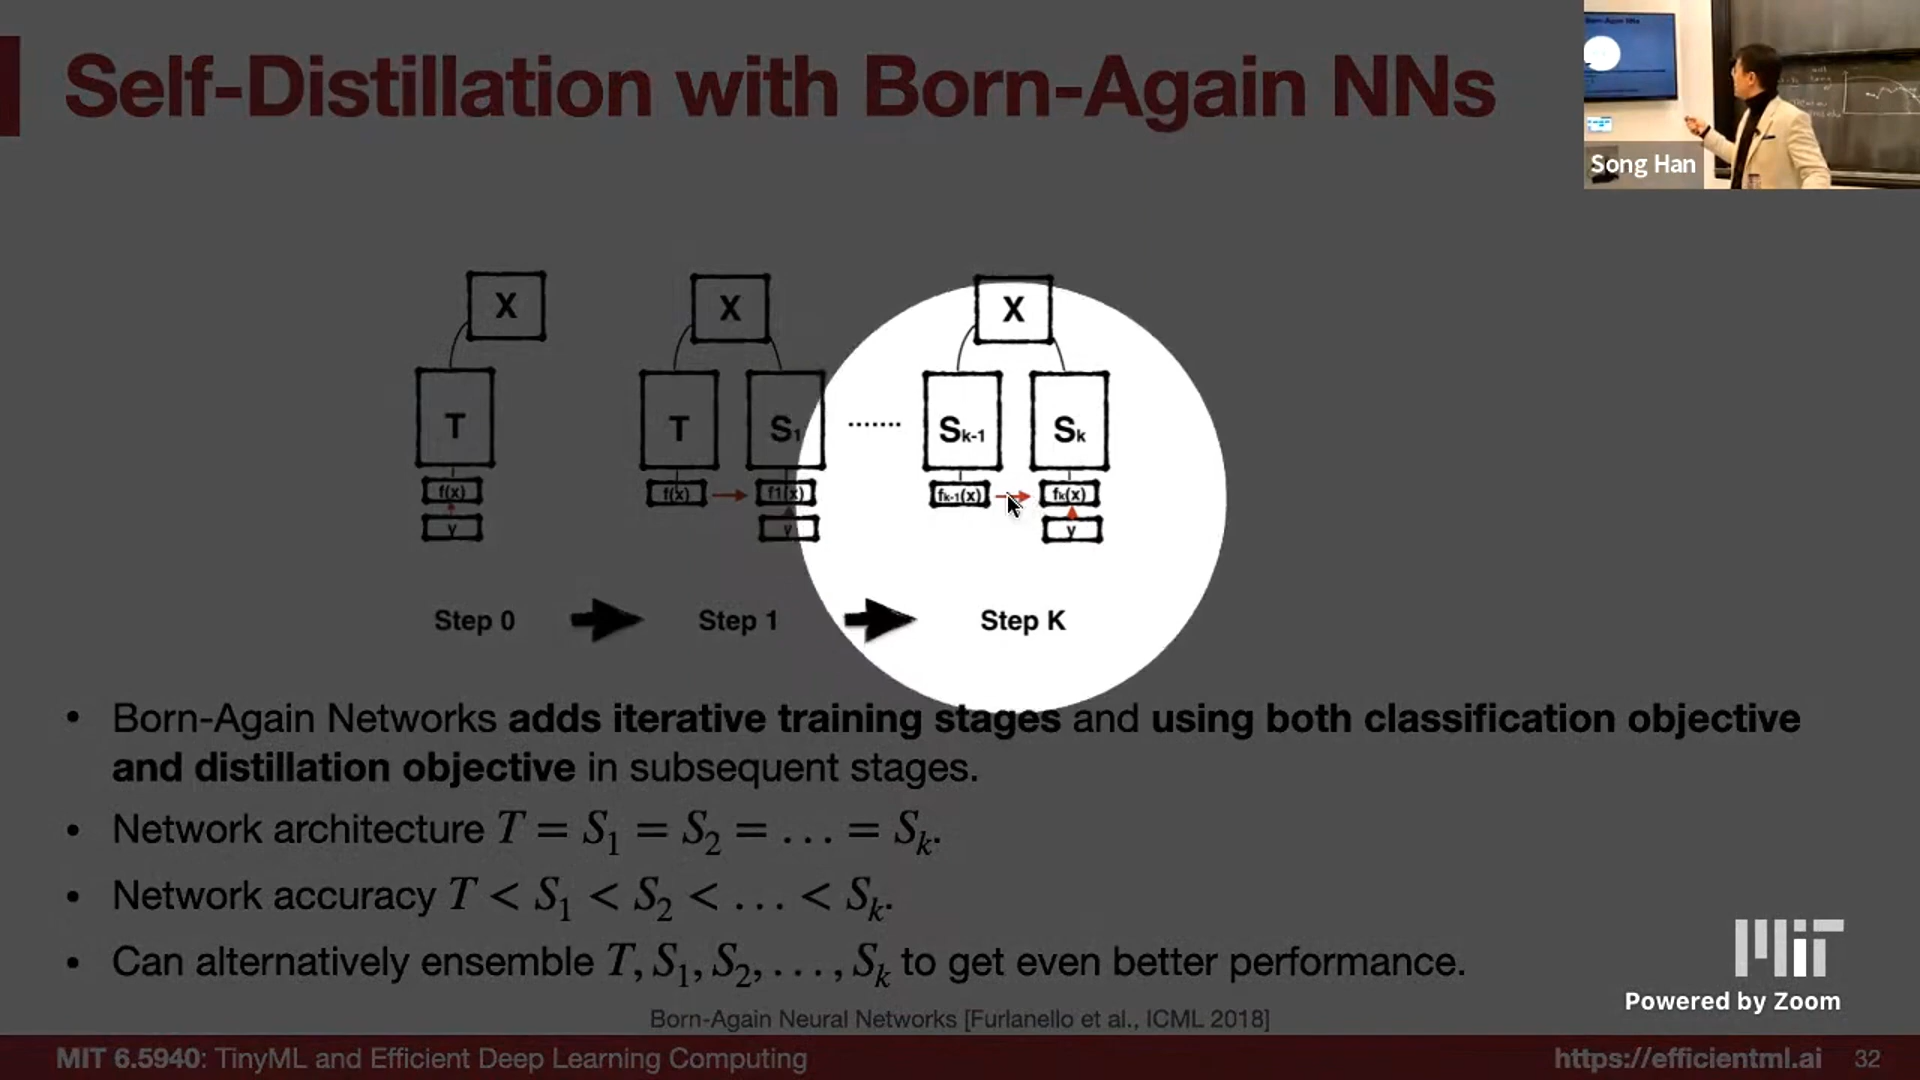 Self-Distillation with Born-Again NNs
Song Han
X
X
X
T
T
S1
.......
Sk-1
Sk
f(x)
f(x)
f1(x)
fk-1(x)
fk(x)
y
y
y
Step 0
Step 1
Step K
• Born-Again Networks adds iterative training stages and using both classification objective
and distillation objective in subsequent stages.
• Network architecture T = S₁ = S₂ = . . . = Sₖ.
• Network accuracy T < S₁ < S₂ < . . . < Sₖ.
• Can alternatively ensemble T, S₁, S₂, . . . , Sₖ to get even better performance.
MIT
Powered by Zoom
Born-Again Neural Networks [Furlanello et al., ICML 2018]
MIT 6.5940: TinyML and Efficient Deep Learning Computing
https://efficientml.ai
32